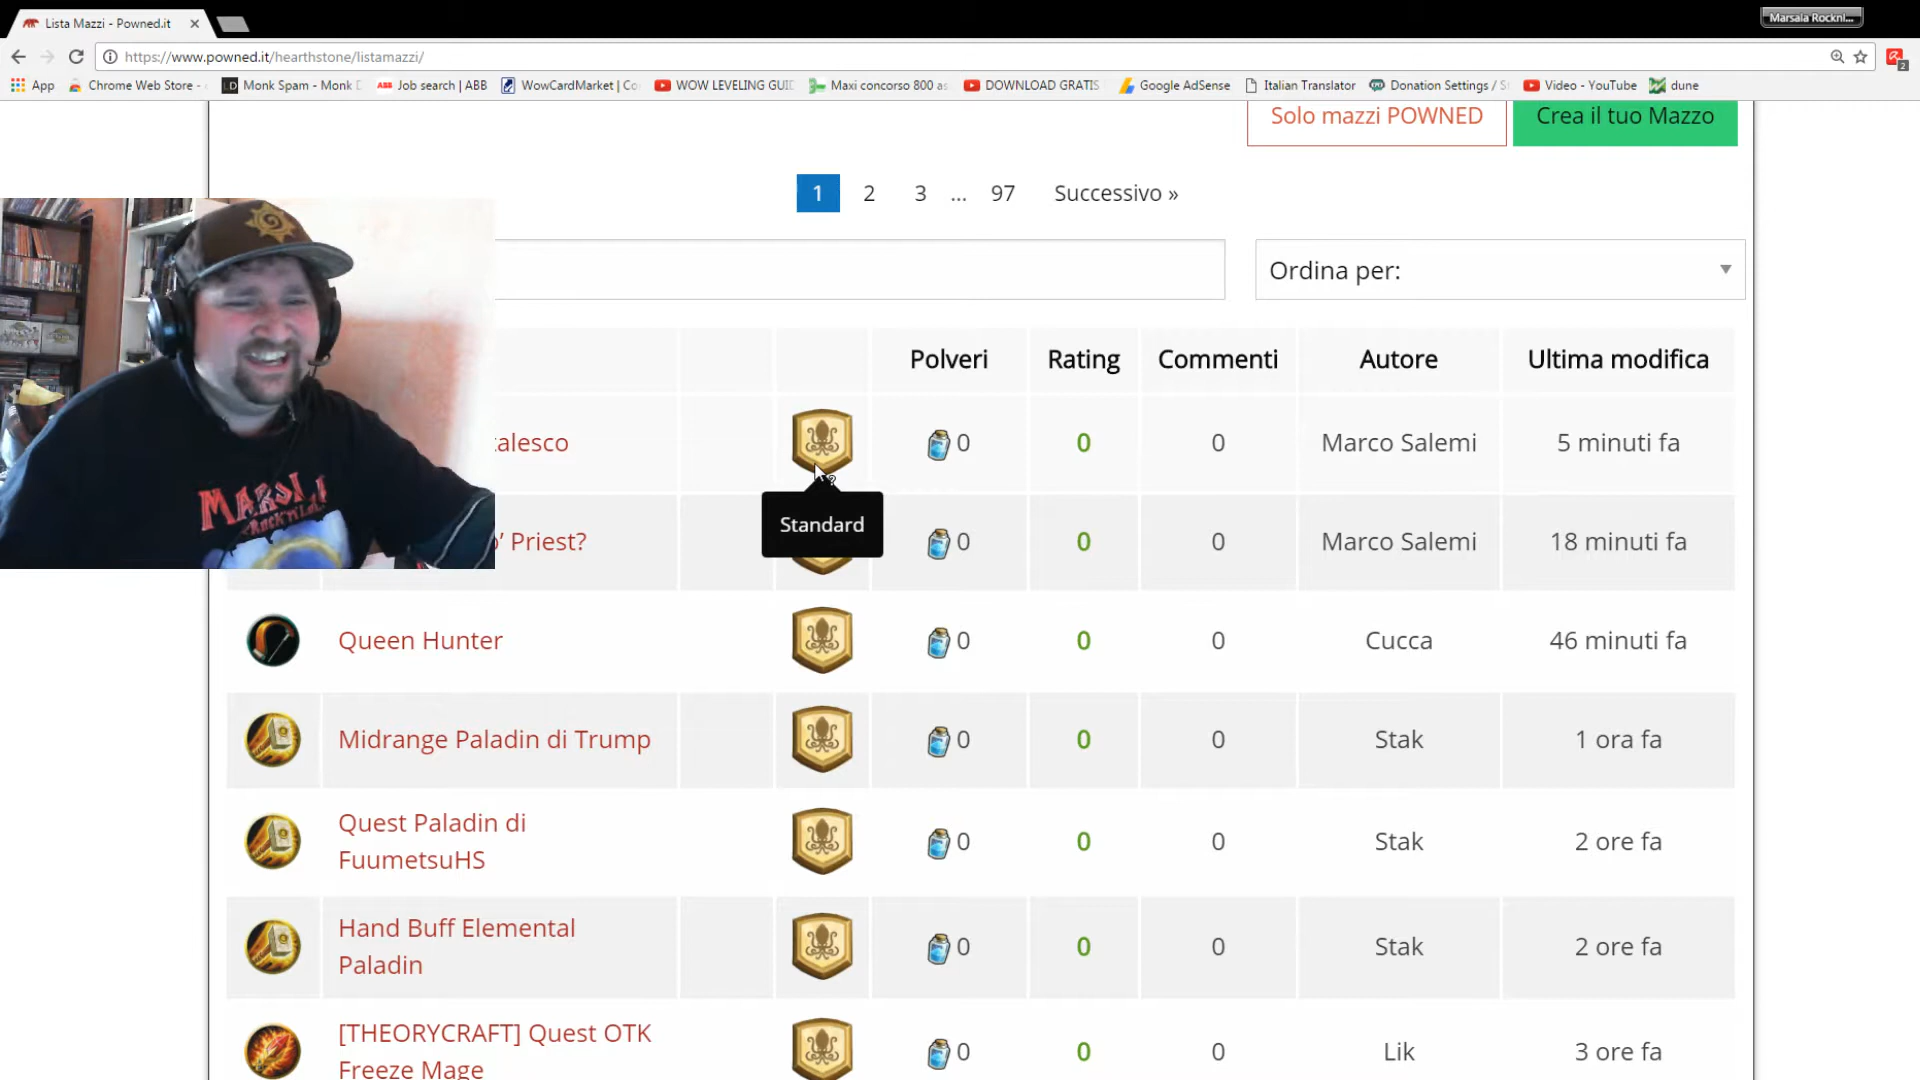 Lista Mazzi - Powned.it
Marsala Rockni...
https://www.powned.it/hearthstone/listamazzi/
App
Chrome Web Store -
Monk Spam - Monk
Job search | ABB
WowCardMarket | Co
WOW LEVELING GUI
Maxi concorso 800 as
DOWNLOAD GRATIS
Google AdSense
Italian Translator
Donation Settings / S
Video - YouTube
dune
Solo mazzi POWNED
Crea il tuo Mazzo
1 2 3 ... 97 Successivo »
Ordina per:
Polveri Rating Commenti Autore Ultima modifica
alesco 0 0 0 Marco Salemi 5 minuti fa
Standard
' Priest? 0 0 0 Marco Salemi 18 minuti fa
Queen Hunter 0 0 0 Cucca 46 minuti fa
Midrange Paladin di Trump 0 0 0 Stak 1 ora fa
Quest Paladin di
FuumetsuHS 0 0 0 Stak 2 ore fa
Hand Buff Elemental
Paladin 0 0 0 Stak 2 ore fa
[THEORYCRAFT] Quest OTK
Freeze Mage 0 0 0 Lik 3 ore fa